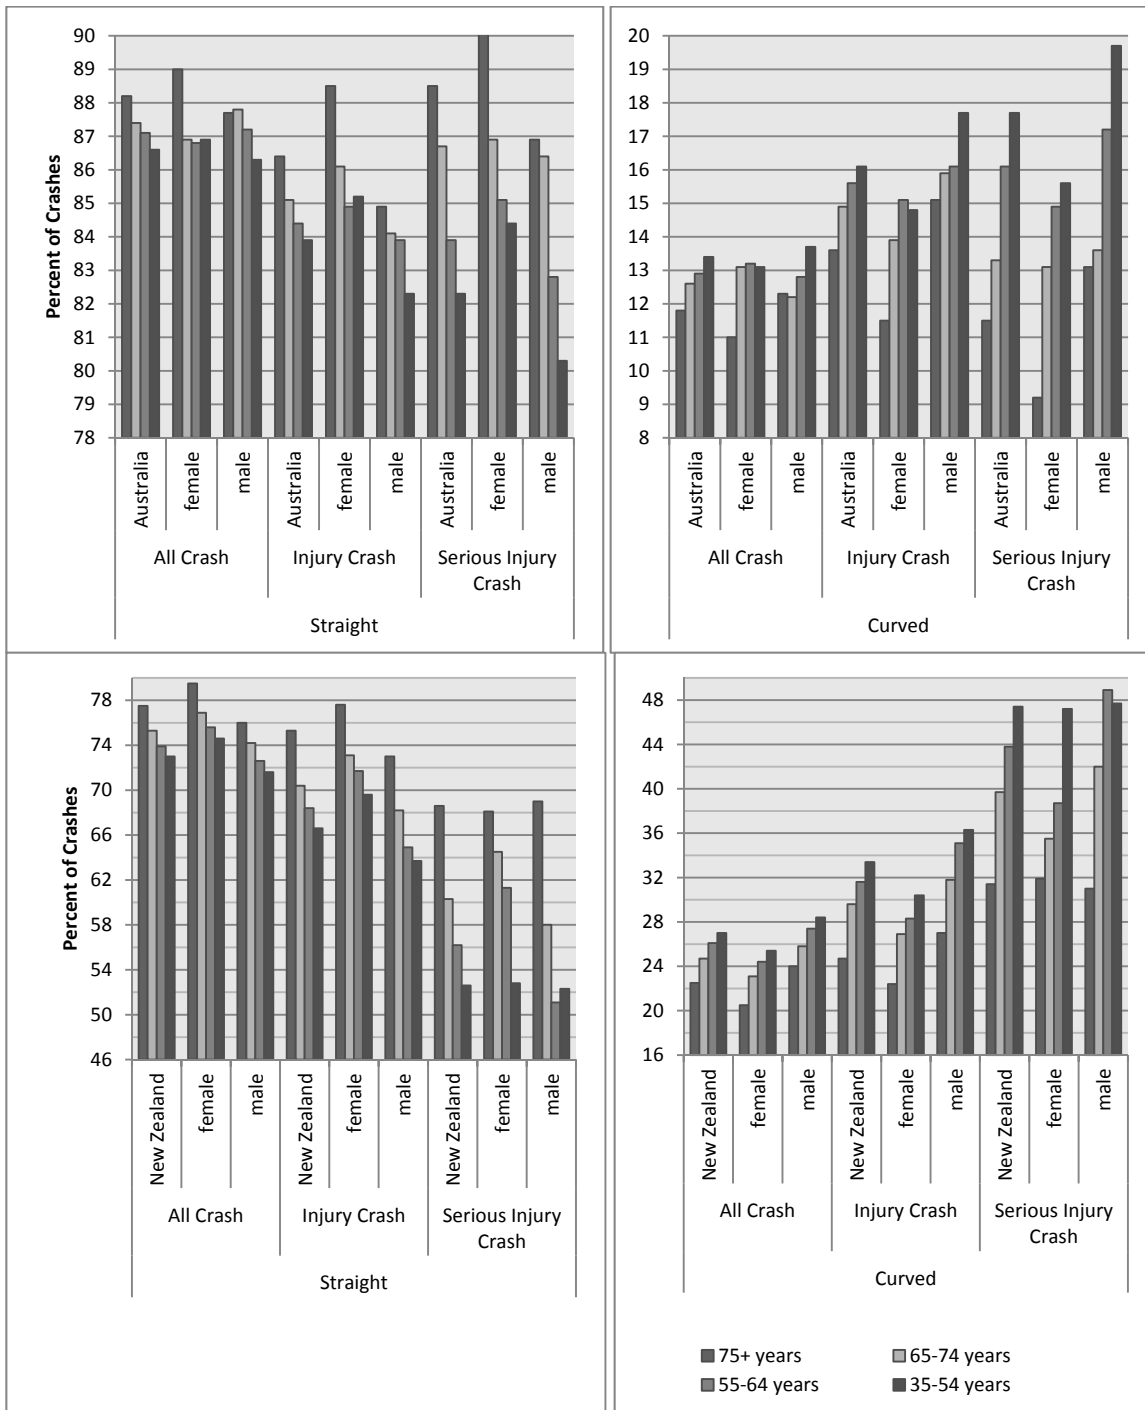 90
89
88
87
86
85
84
83
82
81
80
79
78
Percent of Crashes
Australia
female
male
Australia
female
male
Australia
female
male
All Crash
Injury Crash
Serious Injury
Crash
Straight
20
19
18
17
16
15
14
13
12
11
10
9
8
Australia
female
male
Australia
female
male
Australia
female
male
All Crash
Injury Crash
Serious Injury
Crash
Curved
78
74
70
66
62
58
54
50
46
Percent of Crashes
New Zealand
female
male
New Zealand
female
male
New Zealand
female
male
All Crash
Injury Crash
Serious Injury
Crash
Straight
48
44
40
36
32
28
24
20
16
New Zealand
female
male
New Zealand
female
male
New Zealand
female
male
All Crash
Injury Crash
Serious Injury
Crash
Curved
75+ years
65-74 years
55-64 years
35-54 years